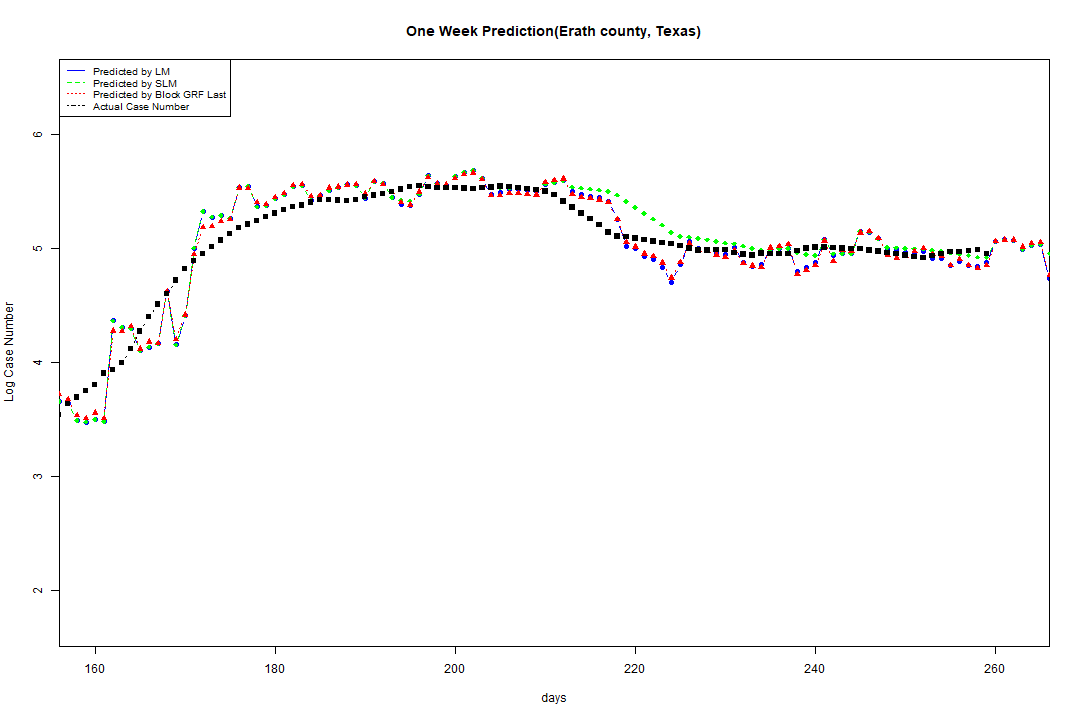 One Week Prediction(Erath county, Texas)
Predicted by LM
Predicted by SLM
Predicted by Block GRF Last
Actual Case Number
6
5
4
3
2
Log Case Number
160 180 200 220 240 260
days